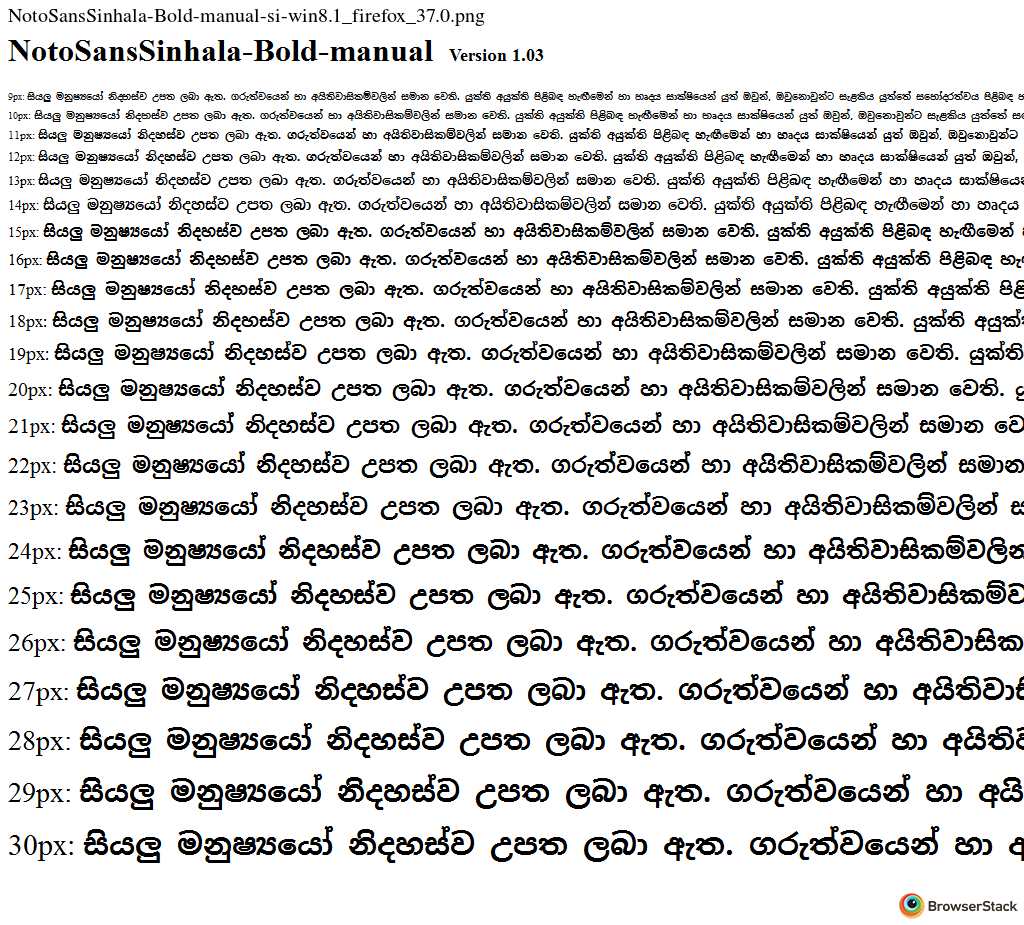 NotoSansSinhala-Bold-manual-si-win8.1_firefox_37.0.png
NotoSansSinhala-Bold-manual Version 1.03
9px: සියලු මනුෂ්‍යයෝ නිදහස්ව උපත ලබා ඇත. ගරුත්වයෙන් හා අයිතිවාසිකම්වලින් සමාන වෙති. යුක්ති අයුක්ති පිළිබඳ හැඟීමෙන් හා හෘදය සාක්ෂියෙන් යුත් ඔවුන්, ඔවුනොවුන්ට සැළකිය යුත්තේ සහෝදරත්වය පිළිබඳ
10px: සියලු මනුෂ්‍යයෝ නිදහස්ව උපත ලබා ඇත. ගරුත්වයෙන් හා අයිතිවාසිකම්වලින් සමාන වෙති. යුක්ති අයුක්ති පිළිබඳ හැඟීමෙන් හා හෘදය සාක්ෂියෙන් යුත් ඔවුන්, ඔවුනොවුන්ට සැළකිය යුත්තේ
11px: සියලු මනුෂ්‍යයෝ නිදහස්ව උපත ලබා ඇත. ගරුත්වයෙන් හා අයිතිවාසිකම්වලින් සමාන වෙති. යුක්ති අයුක්ති පිළිබඳ හැඟීමෙන් හා හෘදය සාක්ෂියෙන් යුත් ඔවුන්, ඔවුනොවුන්ට
12px: සියලු මනුෂ්‍යයෝ නිදහස්ව උපත ලබා ඇත. ගරුත්වයෙන් හා අයිතිවාසිකම්වලින් සමාන වෙති. යුක්ති අයුක්ති පිළිබඳ හැඟීමෙන් හා හෘදය සාක්ෂියෙන් යුත් ඔවුන්,
13px: සියලු මනුෂ්‍යයෝ නිදහස්ව උපත ලබා ඇත. ගරුත්වයෙන් හා අයිතිවාසිකම්වලින් සමාන වෙති. යුක්ති අයුක්ති පිළිබඳ හැඟීමෙන් හා හෘදය
14px: සියලු මනුෂ්‍යයෝ නිදහස්ව උපත ලබා ඇත. ගරුත්වයෙන් හා අයිතිවාසිකම්වලින් සමාන වෙති. යුක්ති අයුක්ති පිළිබඳ හැඟීමෙන් හා හෘදය
15px: සියලු මනුෂ්‍යයෝ නිදහස්ව උපත ලබා ඇත. ගරුත්වයෙන් හා අයිතිවාසිකම්වලින් සමාන වෙති. යුක්ති අයුක්ති පිළිබඳ හැඟීමෙන්
16px: සියලු මනුෂ්‍යයෝ නිදහස්ව උපත ලබා ඇත. ගරුත්වයෙන් හා අයිතිවාසිකම්වලින් සමාන වෙති. යුක්ති අයුක්ති පිළිබඳ
17px: සියලු මනුෂ්‍යයෝ නිදහස්ව උපත ලබා ඇත. ගරුත්වයෙන් හා අයිතිවාසිකම්වලින් සමාන වෙති. යුක්ති අයුක්ති
18px: සියලු මනුෂ්‍යයෝ නිදහස්ව උපත ලබා ඇත. ගරුත්වයෙන් හා අයිතිවාසිකම්වලින් සමාන වෙති. යුක්ති
19px: සියලු මනුෂ්‍යයෝ නිදහස්ව උපත ලබා ඇත. ගරුත්වයෙන් හා අයිතිවාසිකම්වලින් සමාන වෙති. යුක්ති
20px: සියලු මනුෂ්‍යයෝ නිදහස්ව උපත ලබා ඇත. ගරුත්වයෙන් හා අයිතිවාසිකම්වලින් සමාන වෙති.
21px: සියලු මනුෂ්‍යයෝ නිදහස්ව උපත ලබා ඇත. ගරුත්වයෙන් හා අයිතිවාසිකම්වලින් සමාන
22px: සියලු මනුෂ්‍යයෝ නිදහස්ව උපත ලබා ඇත. ගරුත්වයෙන් හා අයිතිවාසිකම්වලින් සමාන
23px: සියලු මනුෂ්‍යයෝ නිදහස්ව උපත ලබා ඇත. ගරුත්වයෙන් හා අයිතිවාසිකම්වලින්
24px: සියලු මනුෂ්‍යයෝ නිදහස්ව උපත ලබා ඇත. ගරුත්වයෙන් හා
25px: සියලු මනුෂ්‍යයෝ නිදහස්ව උපත ලබා ඇත. ගරුත්වයෙන් හා
26px: සියලු මනුෂ්‍යයෝ නිදහස්ව උපත ලබා ඇත. ගරුත්වයෙන් හා
27px: සියලු මනුෂ්‍යයෝ නිදහස්ව උපත ලබා ඇත. ගරුත්වයෙන් හා
28px: සියලු මනුෂ්‍යයෝ නිදහස්ව උපත ලබා ඇත. ගරුත්වයෙන් හා
29px: සියලු මනුෂ්‍යයෝ නිදහස්ව උපත ලබා ඇත. ගරුත්වයෙන් හා
30px: සියලු මනුෂ්‍යයෝ නිදහස්ව උපත ලබා ඇත. ගරුත්වයෙන් හා
BrowserStack